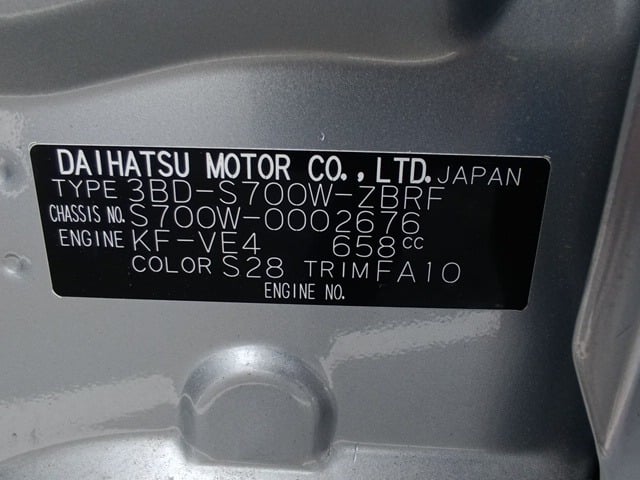 DAIHATSU MOTOR CO.,LTD. JAPAN
TYPE 3BD-S700W-ZBRF
CHASSIS NO. S700W-0002676
ENGINE KF-VE4 658cc
COLOR S28 TRIM FA10
ENGINE NO.